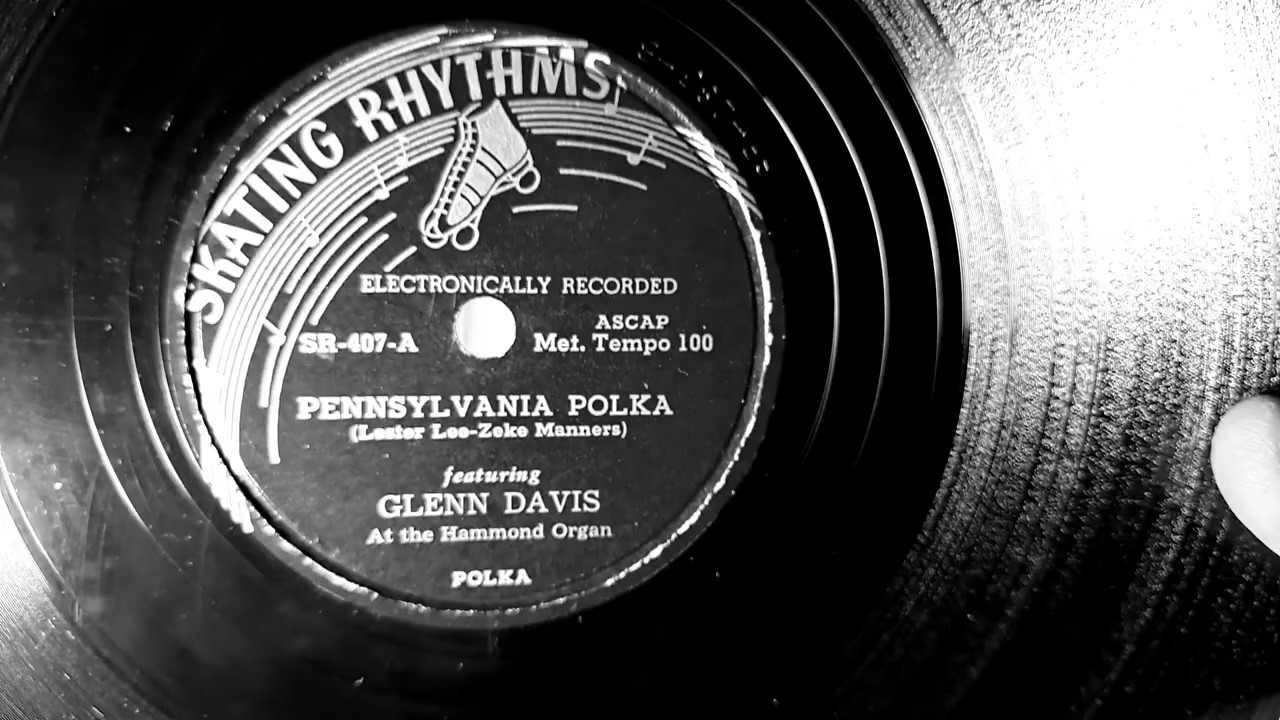 SKATING RHYTHMS
ELECTRONICALLY RECORDED
ASCAP
SR-407-A Met. Tempo 100
PENNSYLVANIA POLKA
(Lester Lee-Zeke Manners)
featuring
GLENN DAVIS
At the Hammond Organ
POLKA